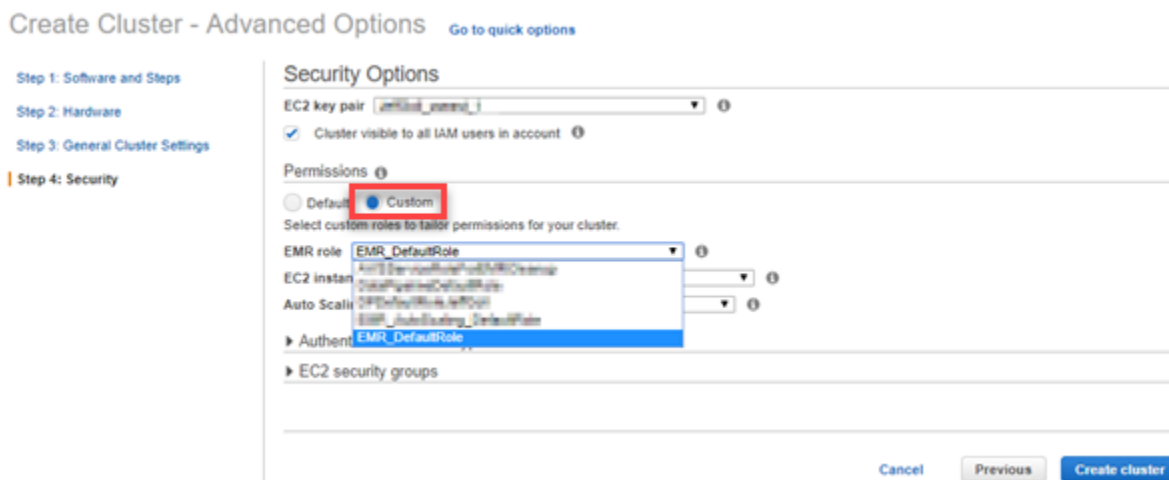 Create Cluster - Advanced Options Go to quick options
Step 1: Software and Steps
Step 2: Hardware
Step 3: General Cluster Settings
Step 4: Security
Security Options
EC2 key pair
Cluster visible to all IAM users in account
Permissions
Default Custom
Select custom roles to tailor permissions for your cluster.
EMR role EMR_DefaultRole
EC2 instan
Auto Scali
EMR_DefaultRole
Authent
EC2 security groups
Cancel Previous Create cluster